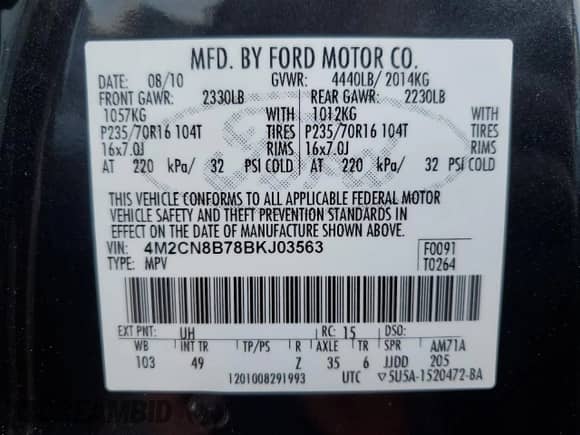 MFD. BY FORD MOTOR CO.
DATE: 08/10 GVWR: 4440LB/ 2014KG
FRONT GAWR: 2330LB REAR GAWR: 2230LB
1057KG WITH 1012KG WITH
P235/70R16 104T TIRES P235/70R16 104T TIRES
16x7.0J RIMS 16x7.0J RIMS
AT 220 kPa/ 32 PSI COLD AT 220 kPa/ 32 PSI COLD
THIS VEHICLE CONFORMS TO ALL APPLICABLE FEDERAL MOTOR
VEHICLE SAFETY AND THEFT PREVENTION STANDARDS IN
EFFECT ON THE DATE OF MANUFACTURE SHOWN ABOVE.
VIN: 4M2CN8B78BKJ03563 F0091
TYPE: MPV T0264
EXT PNT: UH RC: 15 DSO:
WB INT TR TP/PS R AXLE TR SPR AM71A
103 49 Z 35 6 JJDD 205
1201008291993 UTC ▽5U5A-1520472-BA